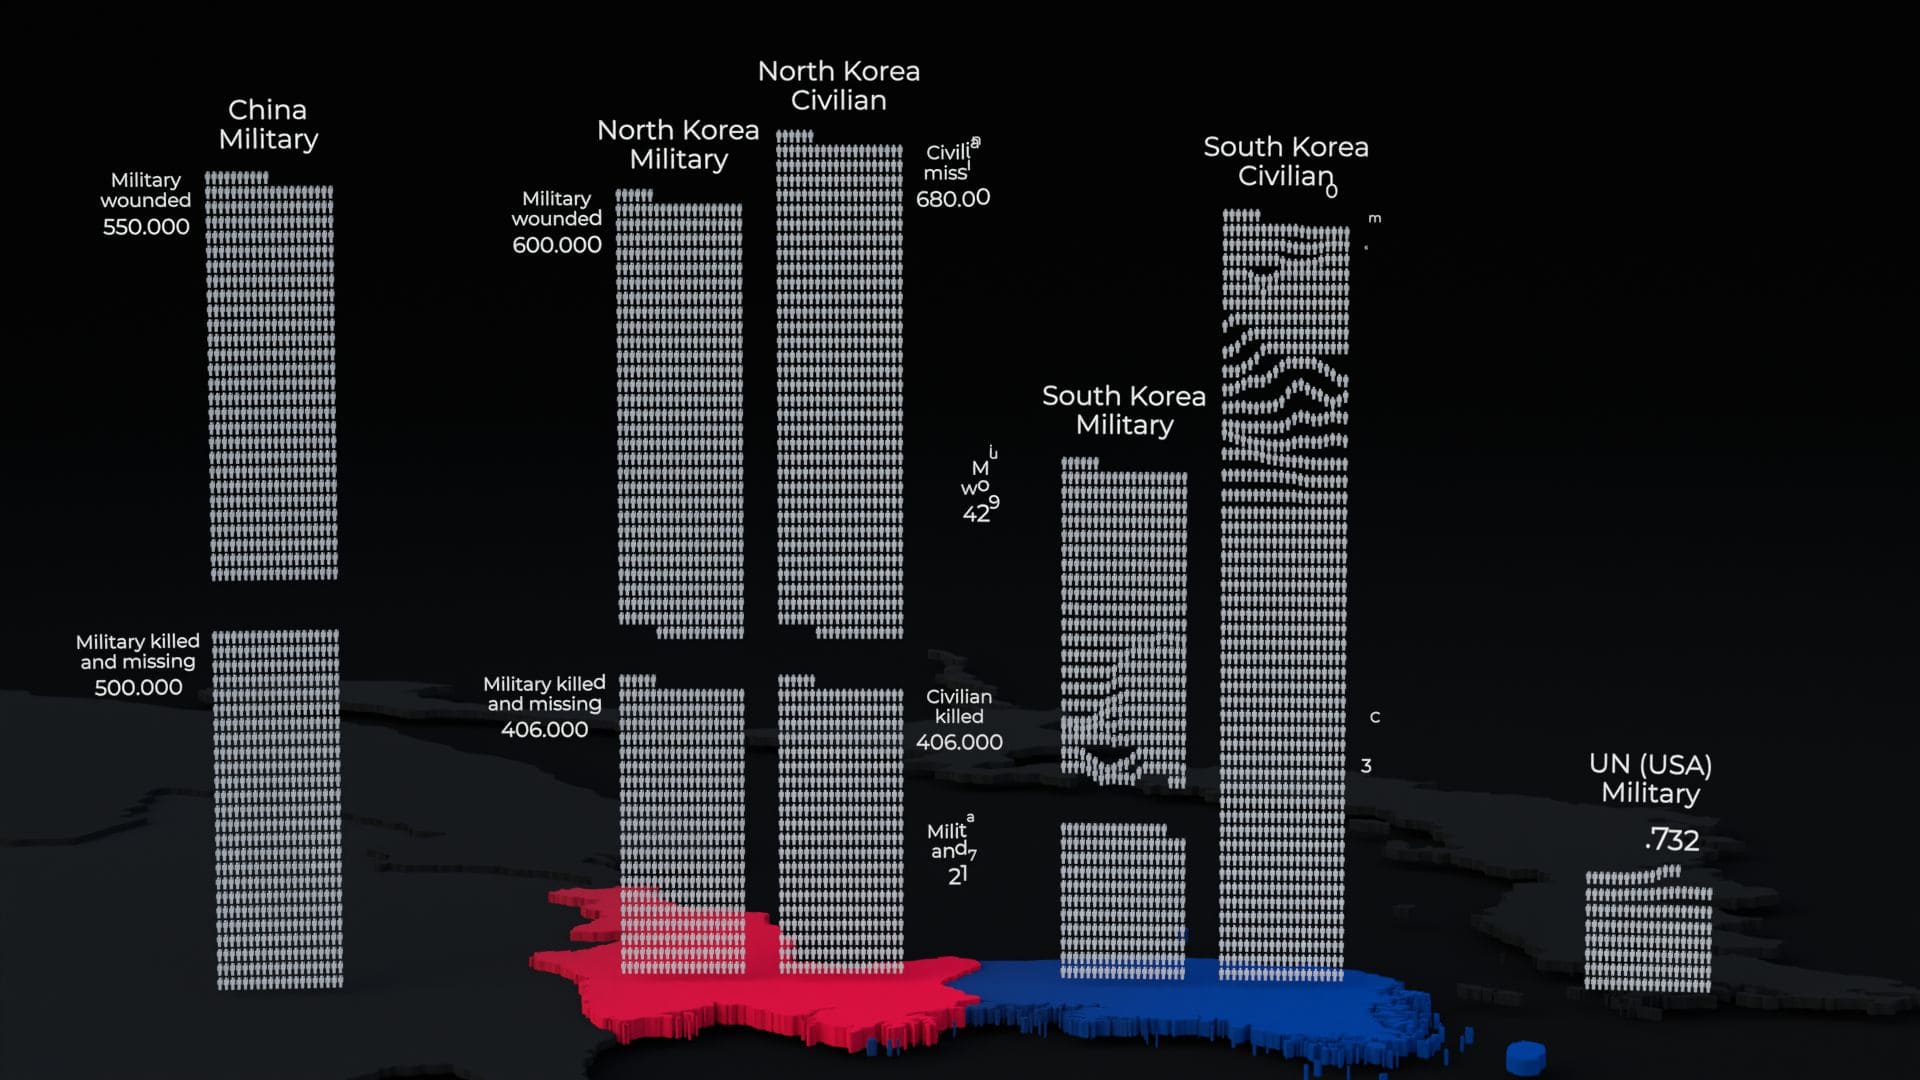 China
Military
Military
wounded
550.000
Military killed
and missing
500.000
North Korea
Military
Military
wounded
600.000
Military killed
and missing
406.000
North Korea
Civilian
680.00
Civilian
killed
406.000
South Korea
Military
South Korea
Civilian
UN (USA)
Military
.732